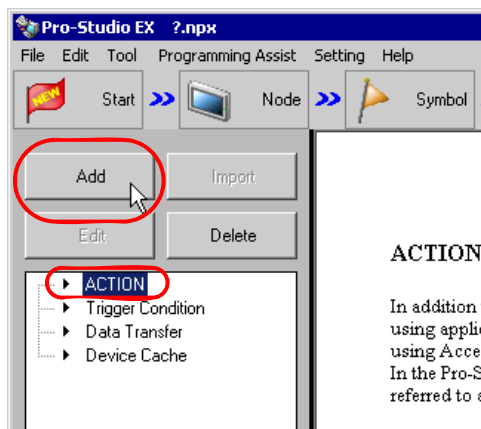 Pro-Studio EX ?.npx
File Edit Tool Programming Assist Setting Help
NEW Start Node Symbol
Add Import
Edit Delete
ACTION
Trigger Condition
Data Transfer
Device Cache
ACTION
In addition
using appli
using Acce
In the Pro-S
referred to a